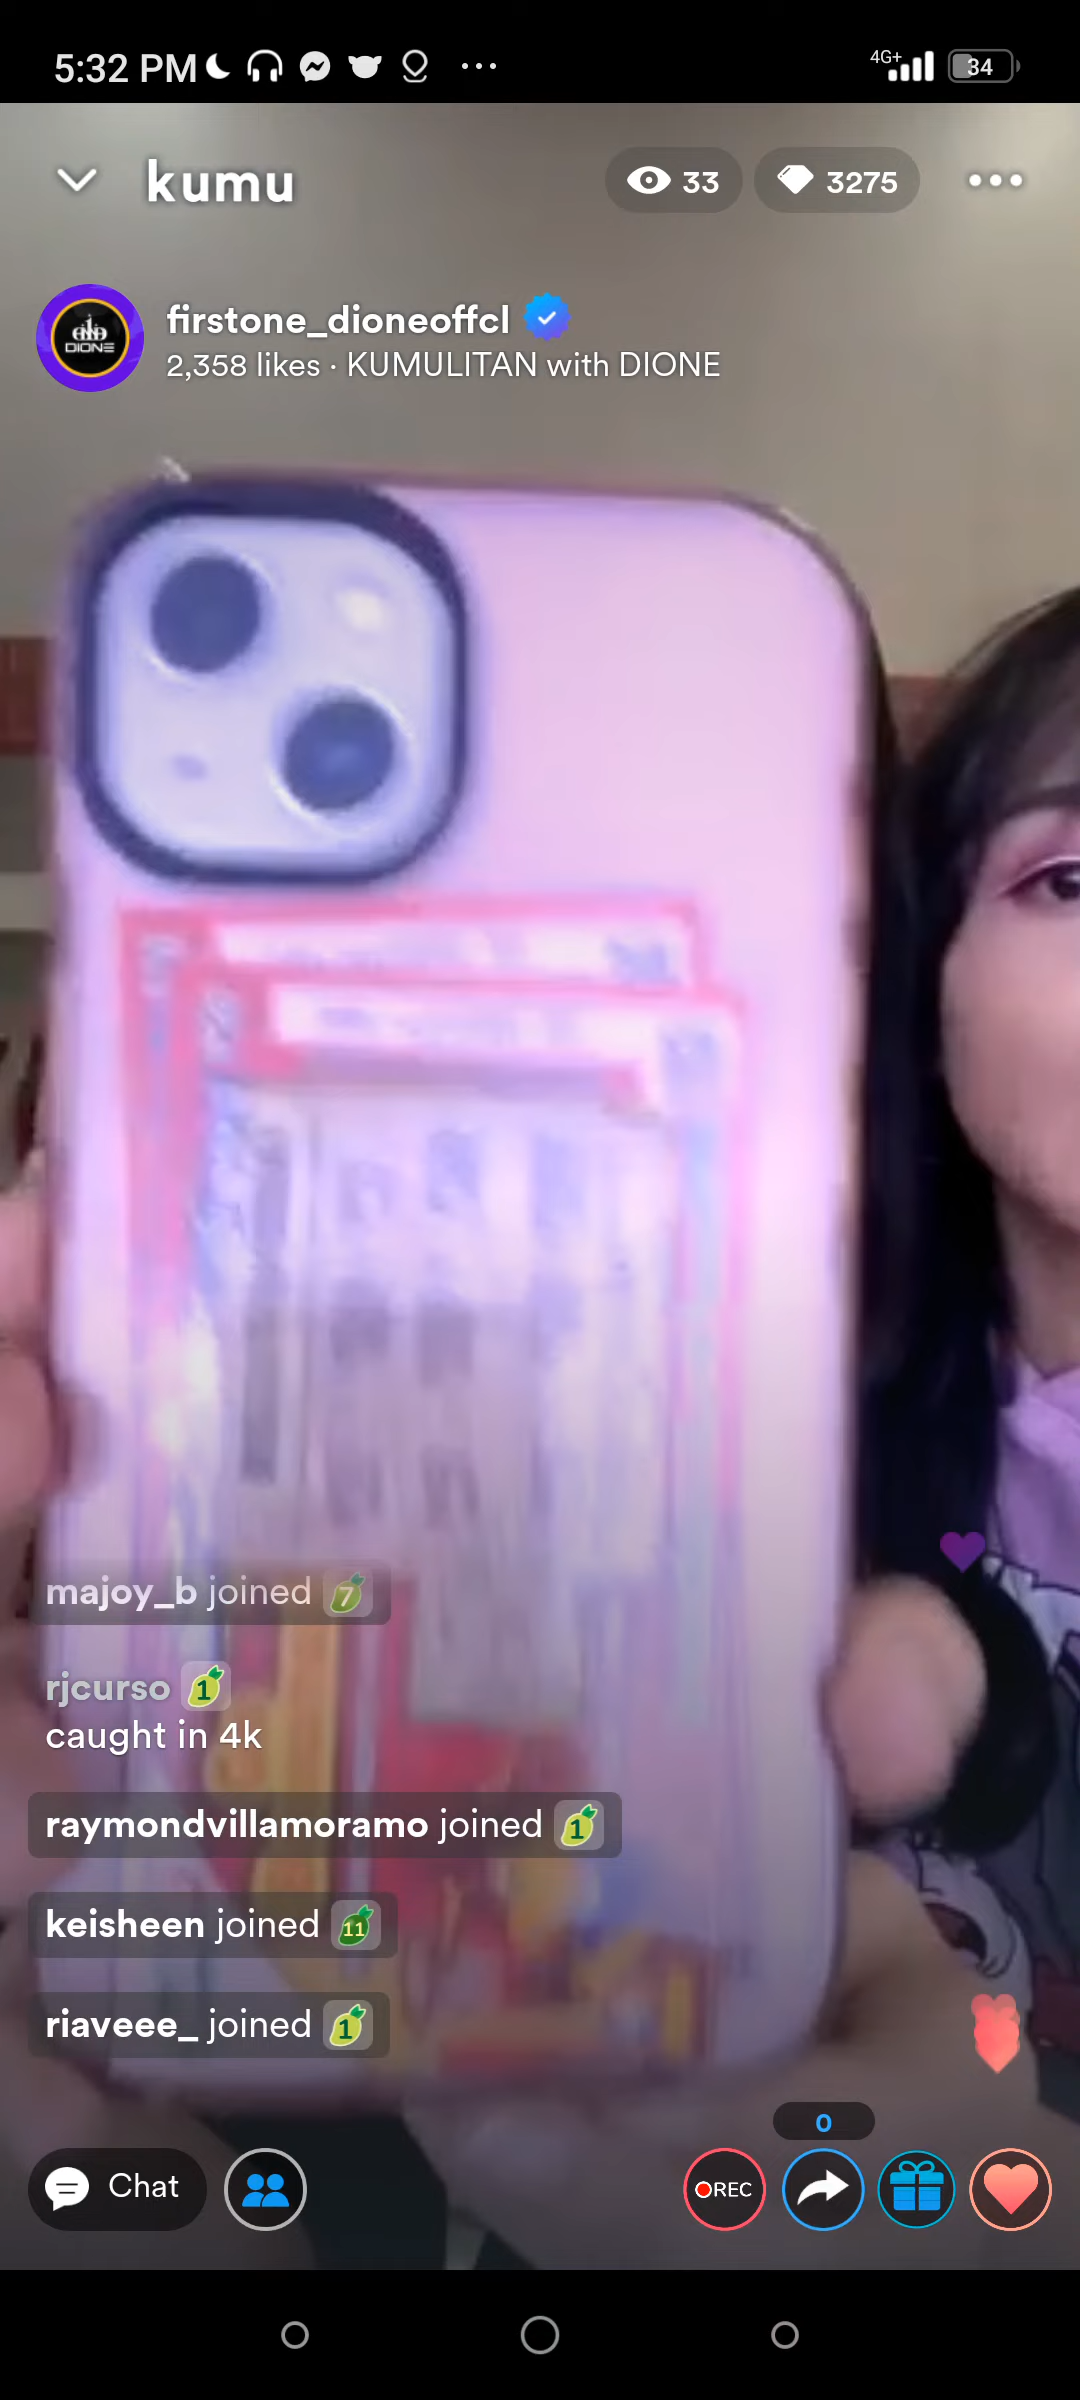 5:32 PM
4G+
34
kumu
33
3275
firstone_dioneoffcl
DIONE
2,358 likes · KUMULITAN with DIONE
majoy_b joined 7
rjcurso 1
caught in 4k
raymondvillamoramo joined 1
keisheen joined 11
riaveee_ joined 1
0
Chat
REC